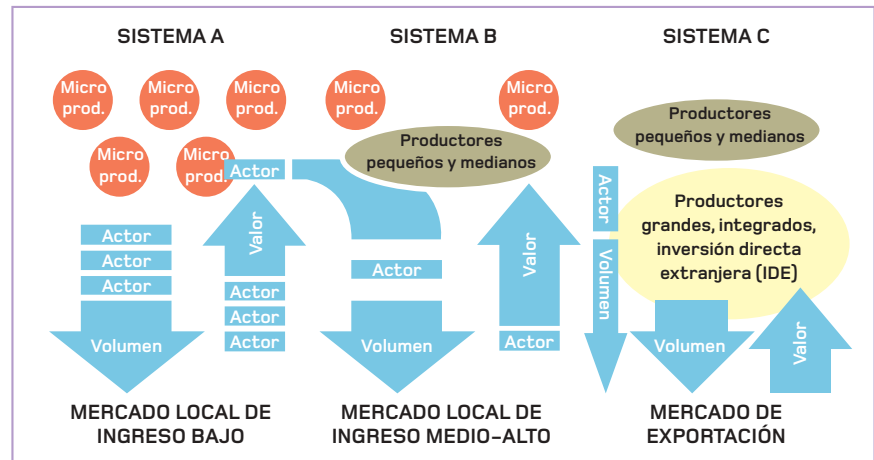 SISTEMA A
Micro
prod.
Micro
prod.
Micro
prod.
Micro
prod.
Micro
prod.
Actor
Actor
Actor
Actor
Volumen
Valor
Actor
Actor
Actor
MERCADO LOCAL DE
INGRESO BAJO
SISTEMA B
Micro
prod.
Micro
prod.
Productores
pequeños y medianos
Actor
Volumen
Valor
Actor
MERCADO LOCAL DE
INGRESO MEDIO-ALTO
SISTEMA C
Productores
pequeños y medianos
Actor
Volumen
Productores
grandes, integrados,
inversión directa
extranjera (IDE)
Volumen
Valor
MERCADO DE
EXPORTACIÓN